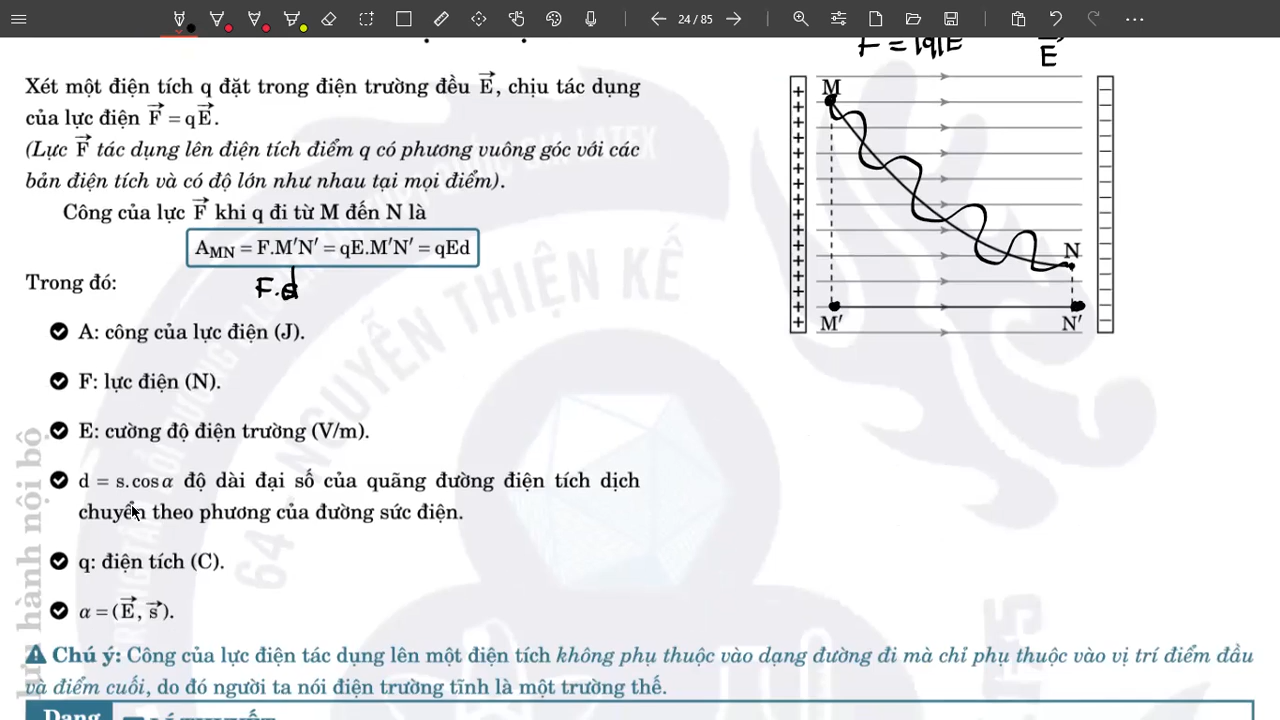 24 / 85
F = |q|E
E
Xét một điện tích q đặt trong điện trường đều E⃗, chịu tác dụng
của lực điện F⃗ = qE⃗.
(Lực F⃗ tác dụng lên điện tích điểm q có phương vuông góc với các
bản điện tích và có độ lớn như nhau tại mọi điểm).
Công của lực F⃗ khi q đi từ M đến N là
A_MN = F.M′N′ = qE.M′N′ = qEd
F.d
Trong đó:
A: công của lực điện (J).
F: lực điện (N).
E: cường độ điện trường (V/m).
d = s.cosα độ dài đại số của quãng đường điện tích dịch
chuyển theo phương của đường sức điện.
q: điện tích (C).
α = (E⃗, s⃗).
M
N
M′
N′
Chú ý: Công của lực điện tác dụng lên một điện tích không phụ thuộc vào dạng đường đi mà chỉ phụ thuộc vào vị trí điểm đầu
và điểm cuối, do đó người ta nói điện trường tĩnh là một trường thế.
Dạng
LÍ THUYẾT
lưu hành nội bộ
64 - NGUYỄN THIỆN KẾ